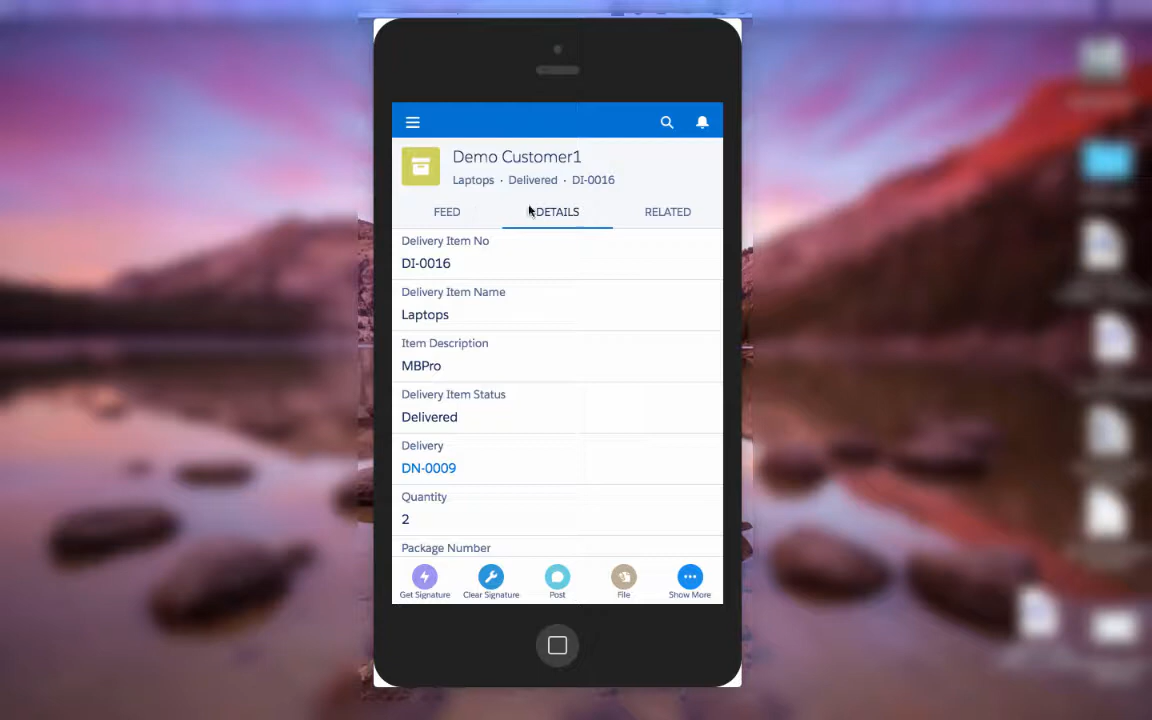 Demo Customer1
Laptops · Delivered · DI-0016
FEED DETAILS RELATED
Delivery Item No
DI-0016
Delivery Item Name
Laptops
Item Description
MBPro
Delivery Item Status
Delivered
Delivery
DN-0009
Quantity
2
Package Number
Get Signature Clear Signature Post File Show More